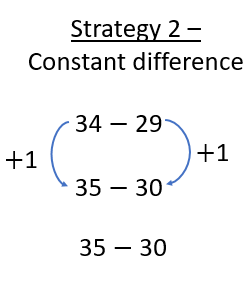 Strategy 2 –
Constant difference
34 – 29
+1
+1
35 – 30
35 – 30